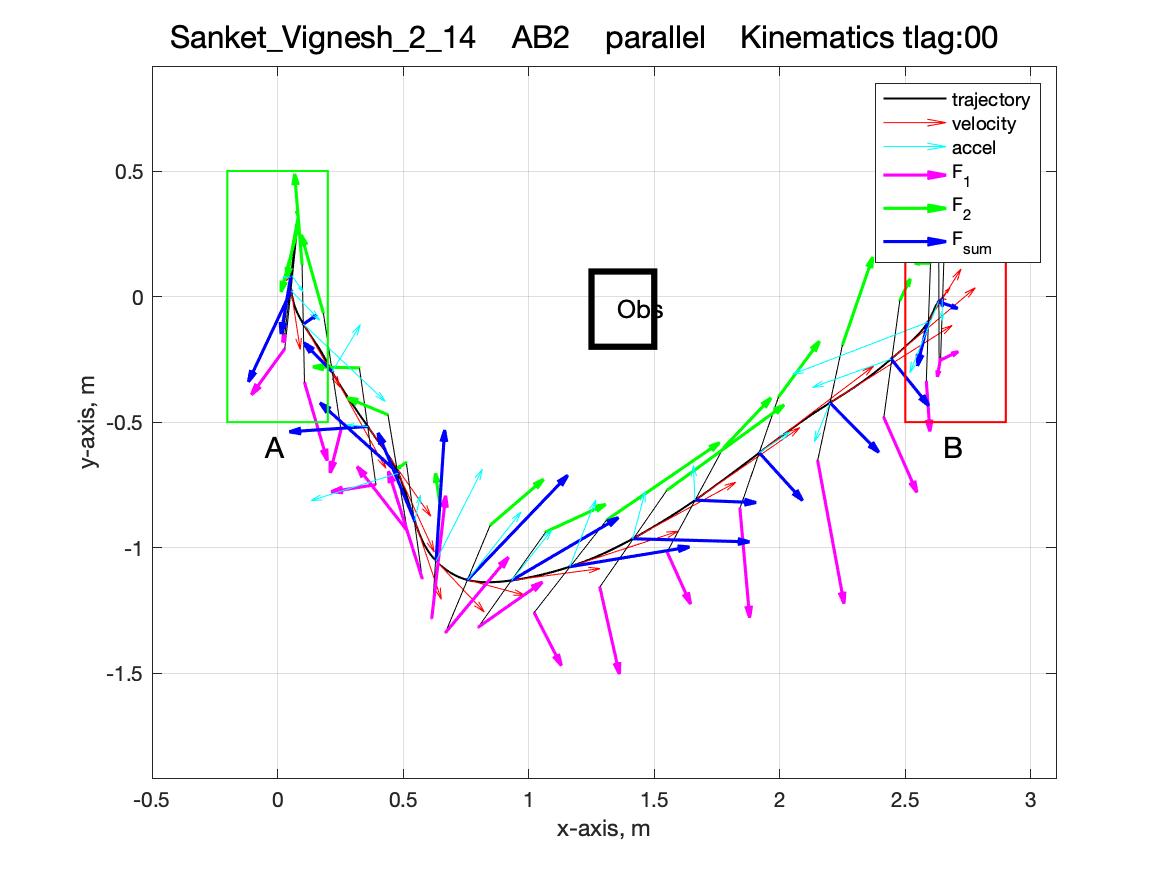 Sanket_Vignesh_2_14 AB2 parallel Kinematics tlag:00
trajectory
velocity
accel
F1
F2
Fsum
0.5
0
-0.5
-1
-1.5
y-axis, m
Obs
A
B
-0.5 0 0.5 1 1.5 2 2.5 3
x-axis, m